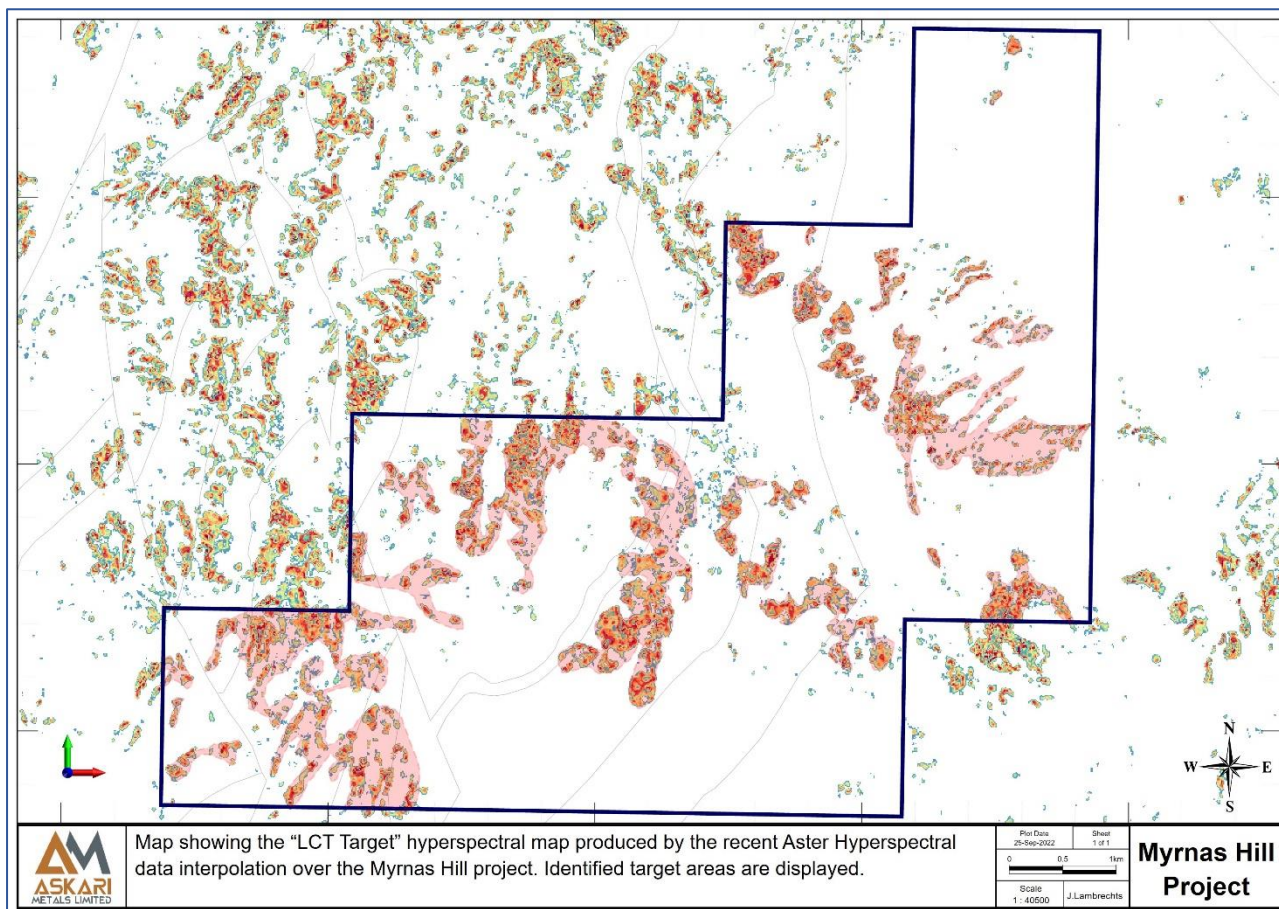 N
W E
S
AM
ASKARI
METALS LIMITED
Map showing the “LCT Target” hyperspectral map produced by the recent Aster Hyperspectral
data interpolation over the Myrnas Hill project. Identified target areas are displayed.
Plot Date
25-Sep-2022
Sheet
1 of 1
0 0.5 1km
Scale
1 : 40500
J.Lambrechts
Myrnas Hill
Project